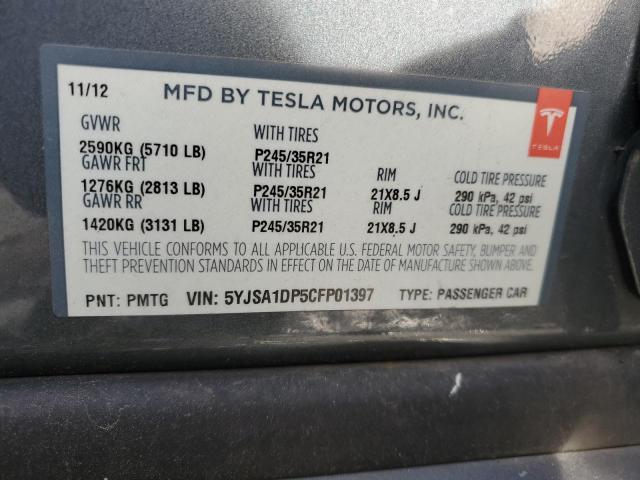 11/12 MFD BY TESLA MOTORS, INC.
GVWR WITH TIRES
2590KG (5710 LB) P245/35R21
GAWR FRT WITH TIRES RIM COLD TIRE PRESSURE
1276KG (2813 LB) P245/35R21 21X8.5 J 290 kPa, 42 psi
GAWR RR WITH TIRES RIM COLD TIRE PRESSURE
1420KG (3131 LB) P245/35R21 21X8.5 J 290 kPa, 42 psi
THIS VEHICLE CONFORMS TO ALL APPLICABLE U.S. FEDERAL MOTOR SAFETY, BUMPER AND
THEFT PREVENTION STANDARDS IN EFFECT ON THE DATE OF MANUFACTURE SHOWN ABOVE.
PNT: PMTG VIN: 5YJSA1DP5CFP01397 TYPE: PASSENGER CAR
TESLA